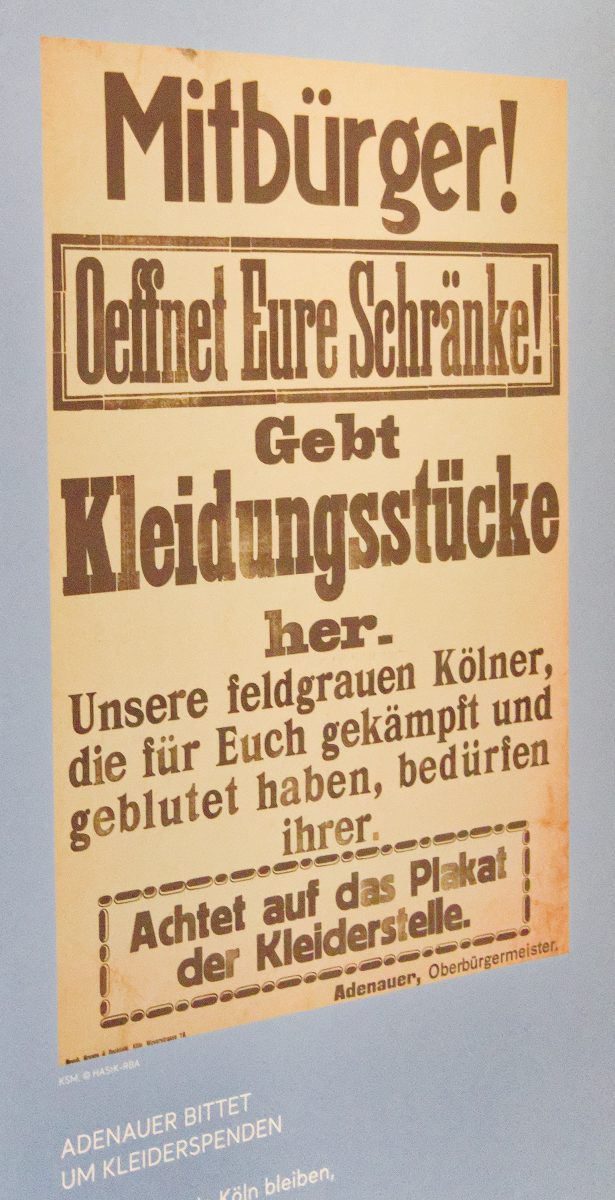 Mitbürger!
Oeffnet Eure Schränke!
Gebt
Kleidungsstücke
her.
Unsere feldgrauen Kölner,
die für Euch gekämpft und
geblutet haben, bedürfen
ihrer.
Achtet auf das Plakat
der Kleiderstelle.
Adenauer, Oberbürgermeister.
KSM, © HASHK-RBA
ADENAUER BITTET
UM KLEIDERSPENDEN
Köln bleiben,